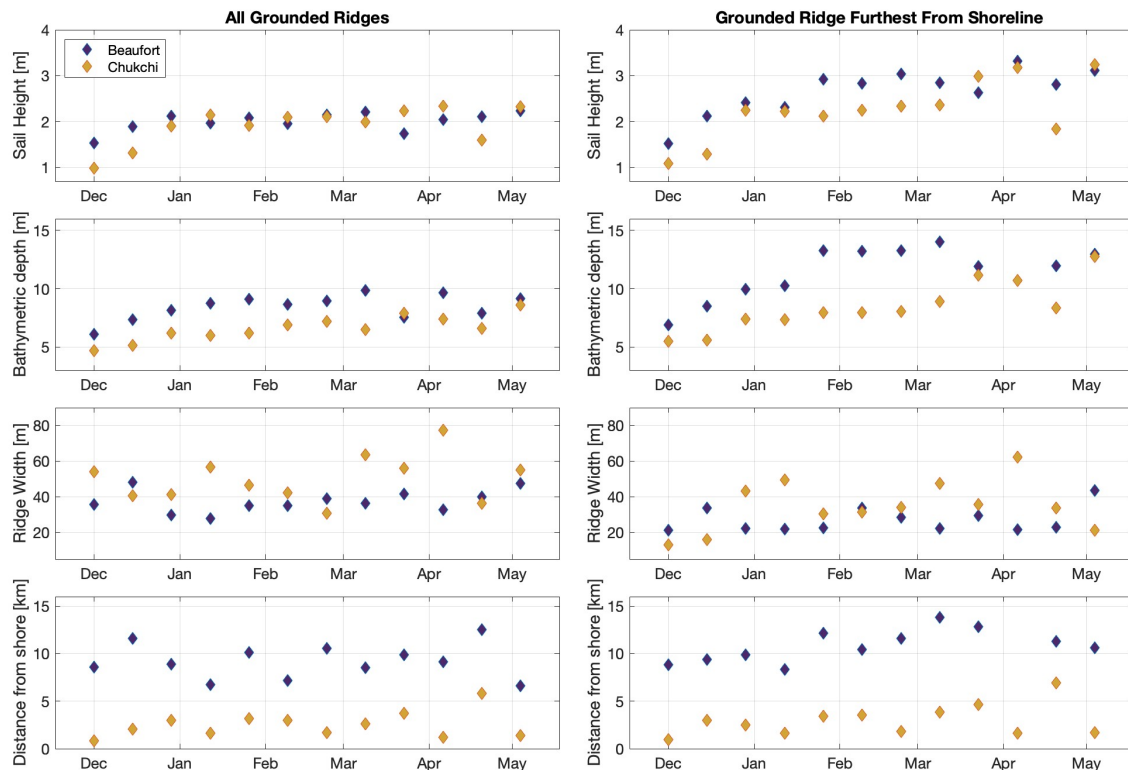 All Grounded Ridges
Sail Height [m]
4
3
2
1
Beaufort
Chukchi
Dec Jan Feb Mar Apr May
Bathymetric depth [m]
15
10
5
Dec Jan Feb Mar Apr May
Ridge Width [m]
80
60
40
20
Dec Jan Feb Mar Apr May
Distance from shore [km]
15
10
5
0
Dec Jan Feb Mar Apr May
Grounded Ridge Furthest From Shoreline
Sail Height [m]
4
3
2
1
Dec Jan Feb Mar Apr May
Bathymetric depth [m]
15
10
5
Dec Jan Feb Mar Apr May
Ridge Width [m]
80
60
40
20
Dec Jan Feb Mar Apr May
Distance from shore [km]
15
10
5
0
Dec Jan Feb Mar Apr May